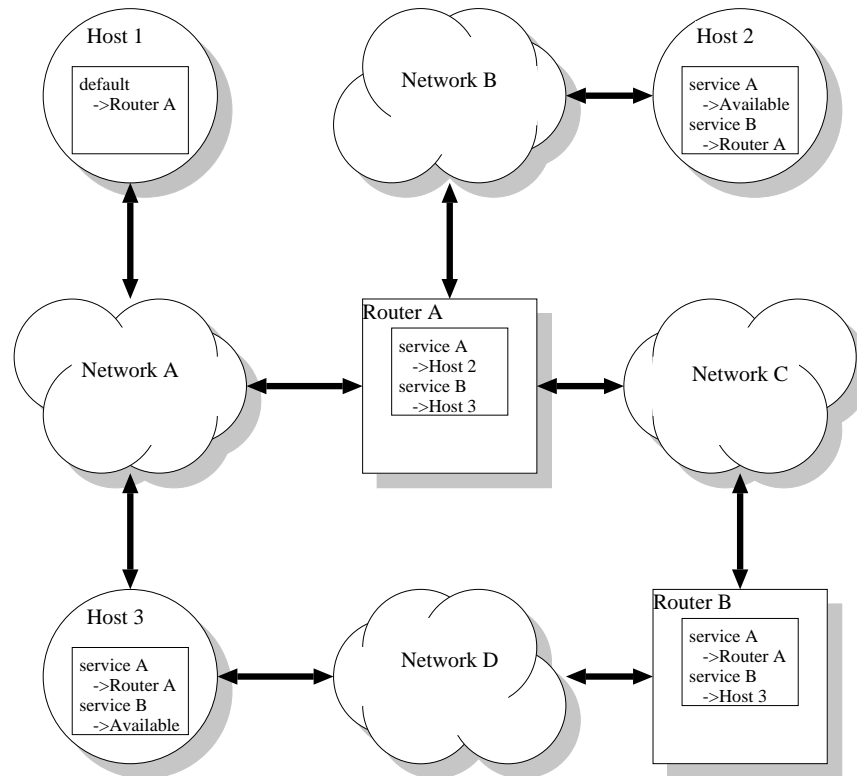 Host 1
default
->Router A
Network B
Host 2
service A
->Available
service B
->Router A
Network A
Router A
service A
->Host 2
service B
->Host 3
Network C
Host 3
service A
->Router A
service B
->Available
Network D
Router B
service A
->Router A
service B
->Host 3